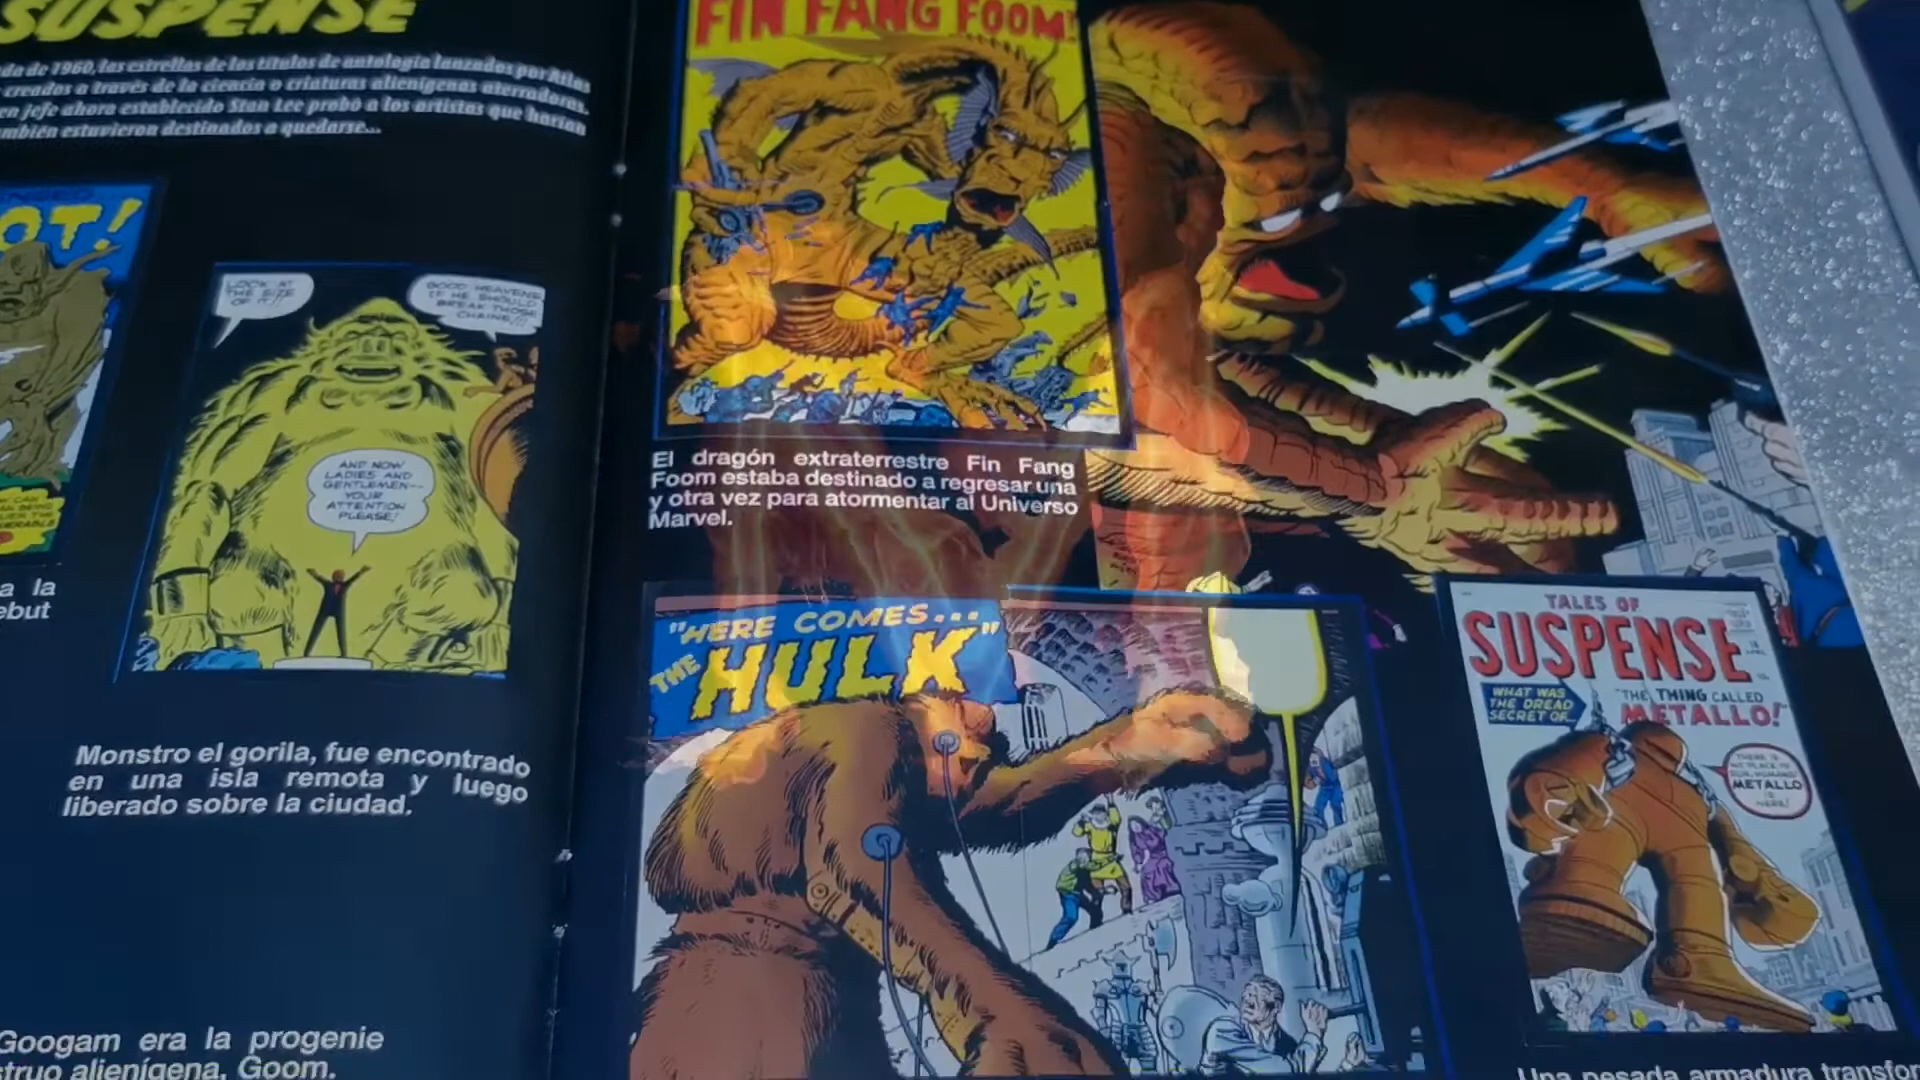 SUSPENSE
da de 1960, las estrellas de los títulos de antología lanzados por Atlas
creados a través de la ciencia o criaturas alienígenas aterradoras.
en jefe ahora establecido Stan Lee probó a los artistas que harían
mbién estuvieron destinados a quedarse...
OT!
LOOK AT
THE SIZE
OF IT!
GOOD HEAVENS,
IF HE SHOULD
BREAK THOSE
CHAINS!!!
AND NOW
LADIES AND
GENTLEMEN--
YOUR
ATTENTION
PLEASE!
a la
ebut
Monstro el gorila, fue encontrado
en una isla remota y luego
liberado sobre la ciudad.
Googam era la progenie
struo alienígena, Goom.
FIN FANG FOOM!
El dragón extraterrestre Fin Fang
Foom estaba destinado a regresar una
y otra vez para atormentar al Universo
Marvel.
"HERE COMES...
THE HULK"
TALES OF
SUSPENSE
WHAT WAS
THE DREAD
SECRET OF...
"THE THING CALLED
METALLO!"
METALLO
IS
HERE!
Una pesada armadura transfor